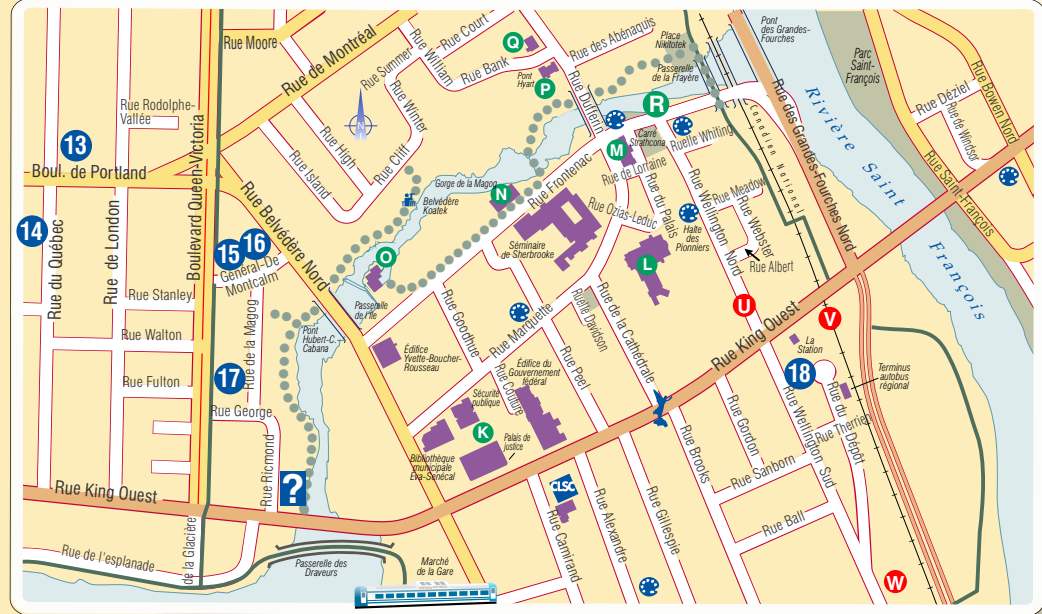 Rue Moore
Rue de Montréal
Rue Summer
Rue William
Rue Court
Rue Bank
Q
Rue des Abénaquis
Pont
Hyatt
P
Place
Nikitotek
Passerelle
de la Frayère
Pont
des Grandes-
Fourches
Parc
Saint-
François
Rivière Saint
François
Rue Bowen Nord
Rue Déziel
Rue de Windsor
Rue Saint-François
Rue Rodolphe-
Vallée
Rue Winter
N
Rue High
Rue Island
Rue Cliff
Rue Dufferin
R
Carré
Strathcona
M
Ruelle Whiting
Rue de Lorraine
Canadien National
Rue des Grandes-Fourches Nord
13
Boul. de Portland
Boulevard Queen-Victoria
Rue Belvédère Nord
Gorge de la Magog
Belvédère
Koatek
N
Rue Frontenac
Rue du Palais
Rue Meadow
Rue Webster
Rue Wellington Nord
14
Rue du Québec
Rue de London
15
16
Général-De
Montcalm
O
Séminaire
de Sherbrooke
Rue Ozias-Leduc
Halte
des
Pionniers
L
Rue Albert
Rue Stanley
Rue Walton
Rue Fulton
Rue de la Magog
Passerelle
de l'île
Pont
Hubert-C.-
Cabana
Rue Goodhue
Rue Marquette
Ruelle Davidson
Rue de la Cathédrale
U
V
Rue King Ouest
La
Station
18
Terminus
autobus
régional
17
Rue George
Édifice
Yvette-Boucher-
Rousseau
Édifice du
Gouvernement
fédéral
Rue Couture
Rue Peel
Sécurité
publique
K
Palais de
justice
Bibliothèque
municipale
Éva-Senécal
Rue Ricmond
?
Rue King Ouest
CLSC
Rue Brooks
Rue Gordon
Rue Wellington Sud
Rue du Dépôt
Rue Therrien
Rue Sanborn
Rue Ball
Rue Camirand
Rue Alexandre
Rue Gillespie
Rue de l'esplanade
de la Glacière
Passerelle des
Draveurs
Marché
de la Gare
W